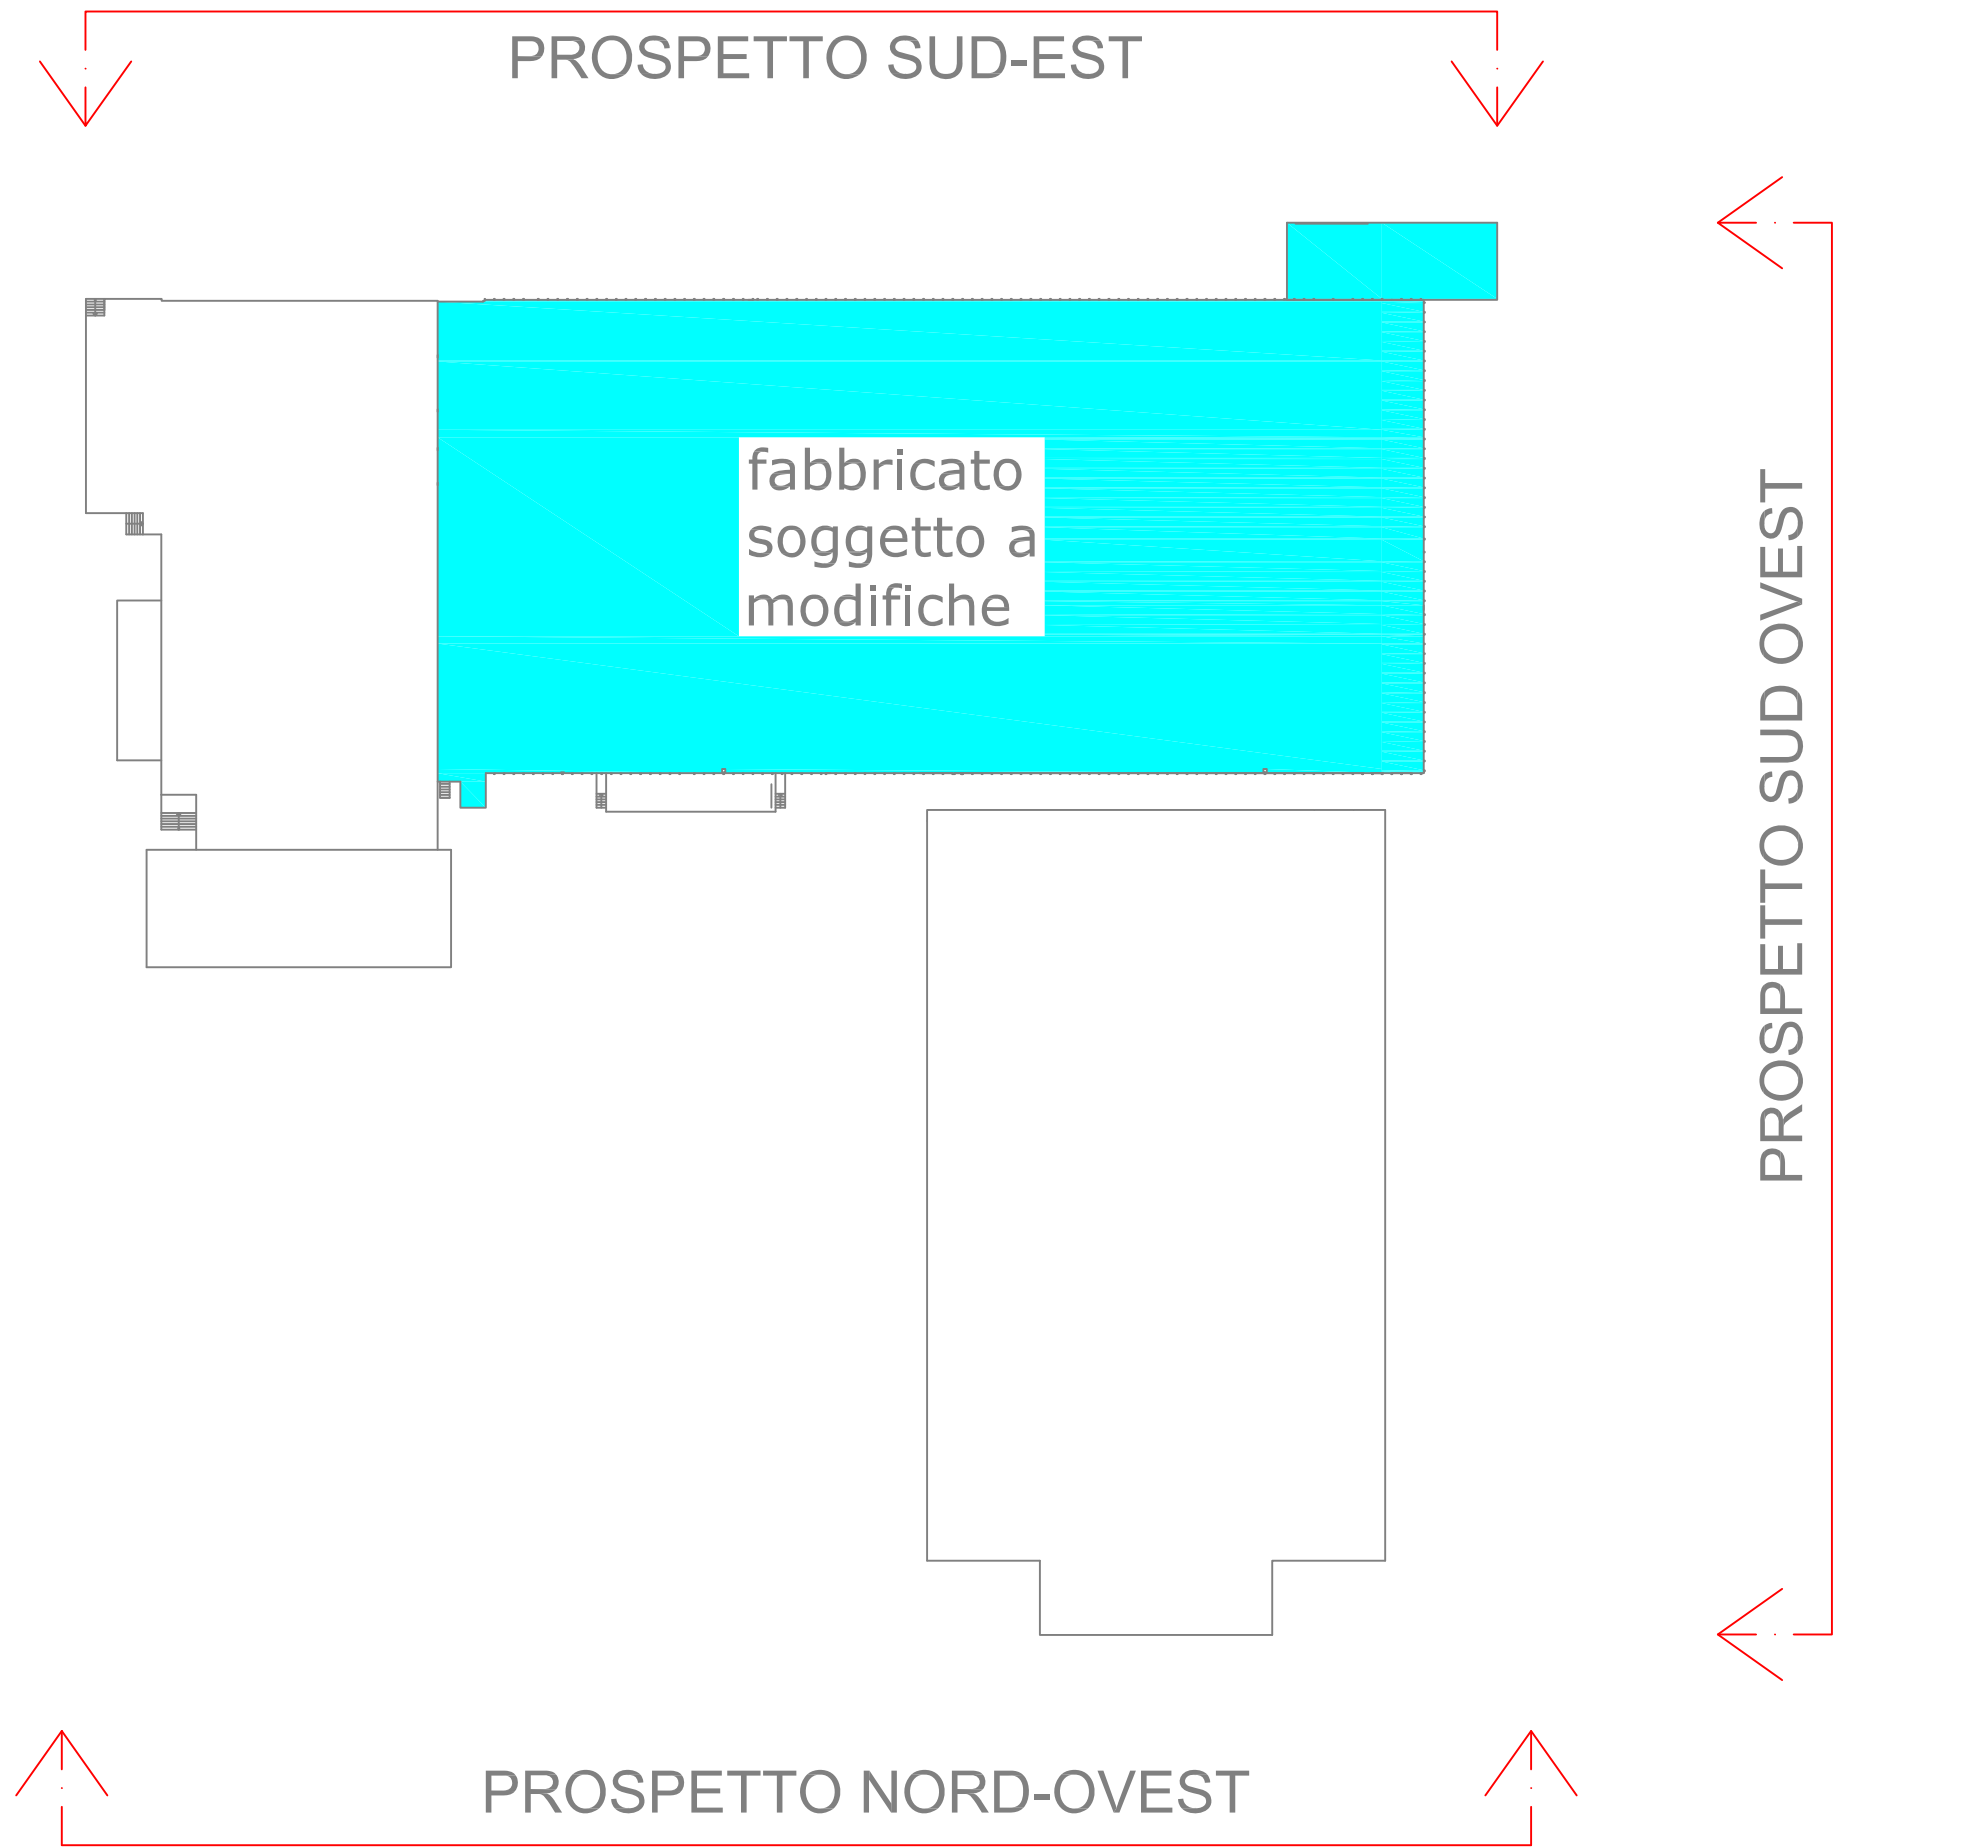 PROSPETTO SUD-EST
fabbricato
soggetto a
modifiche
PROSPETTO SUD OVEST
PROSPETTO NORD-OVEST